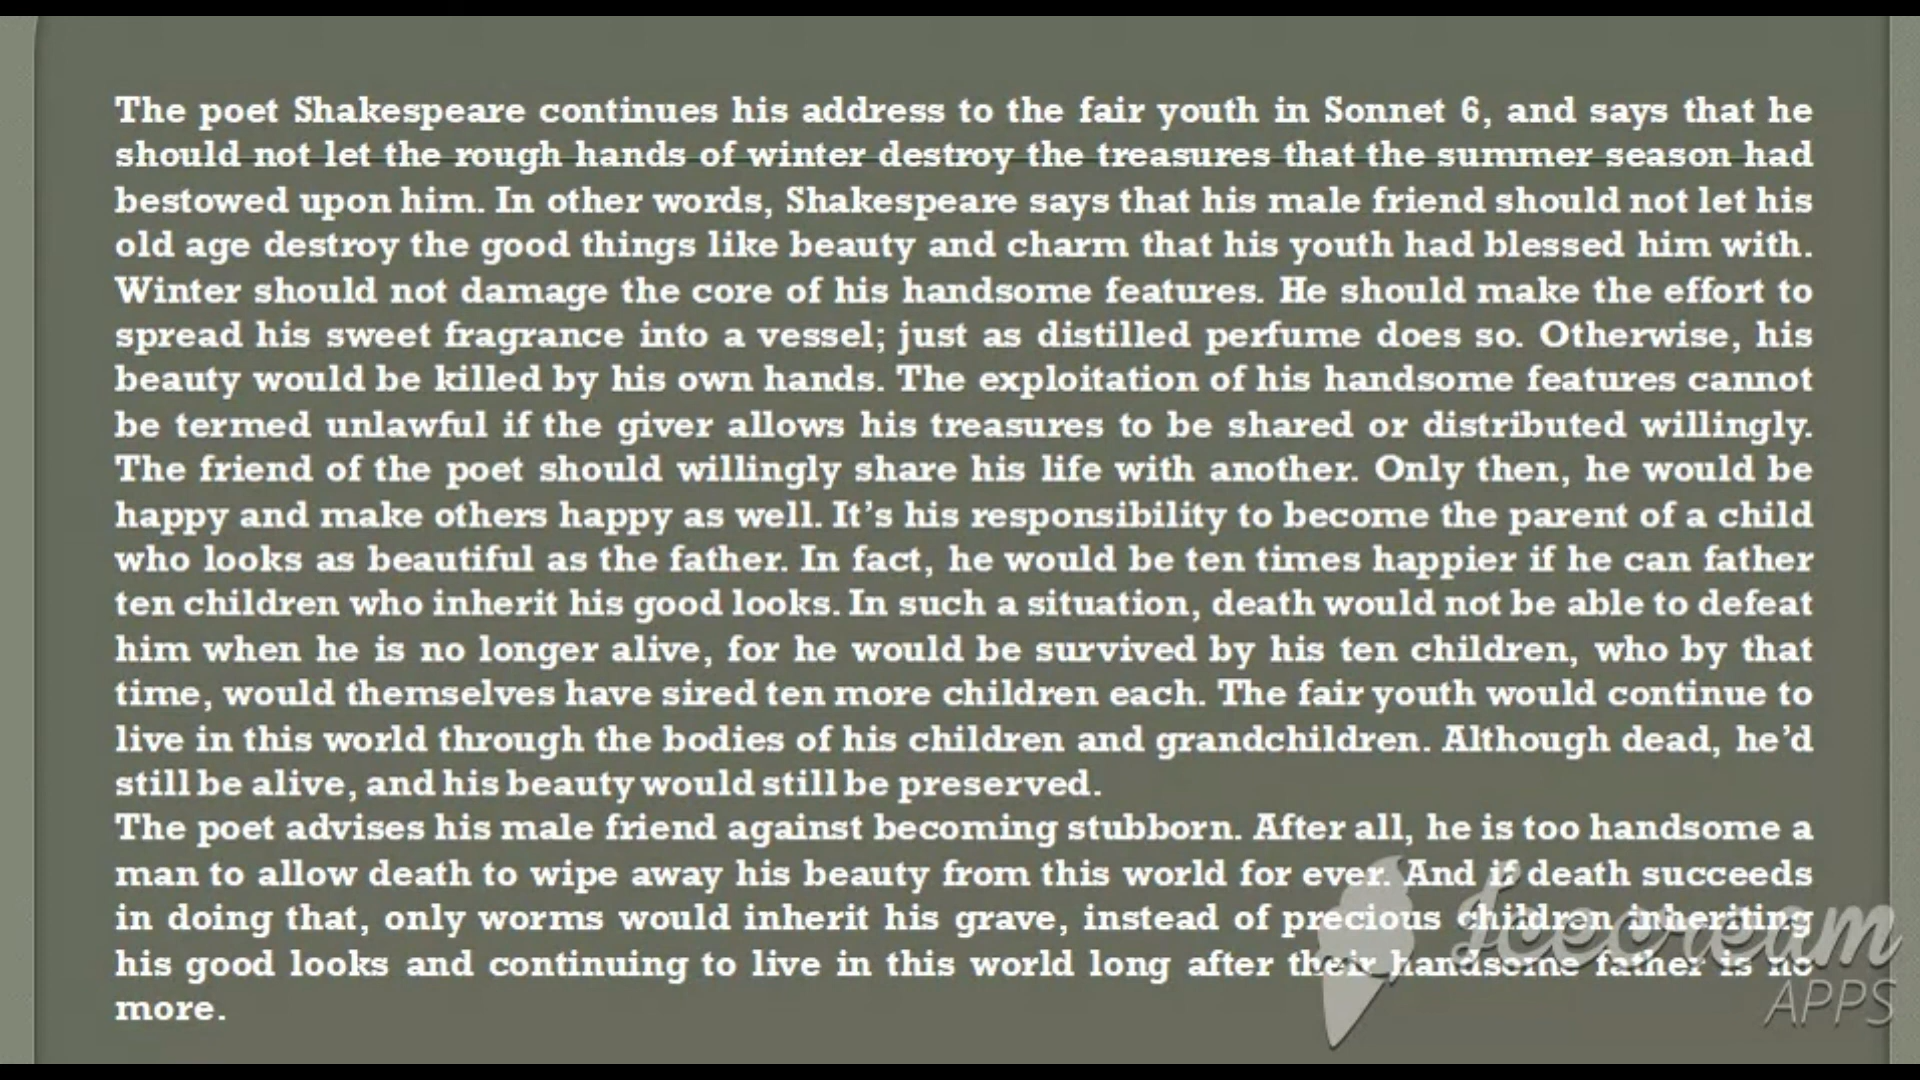 The poet Shakespeare continues his address to the fair youth in Sonnet 6, and says that he
should not let the rough hands of winter destroy the treasures that the summer season had
bestowed upon him. In other words, Shakespeare says that his male friend should not let his
old age destroy the good things like beauty and charm that his youth had blessed him with.
Winter should not damage the core of his handsome features. He should make the effort to
spread his sweet fragrance into a vessel; just as distilled perfume does so. Otherwise, his
beauty would be killed by his own hands. The exploitation of his handsome features cannot
be termed unlawful if the giver allows his treasures to be shared or distributed willingly.
The friend of the poet should willingly share his life with another. Only then, he would be
happy and make others happy as well. It's his responsibility to become the parent of a child
who looks as beautiful as the father. In fact, he would be ten times happier if he can father
ten children who inherit his good looks. In such a situation, death would not be able to defeat
him when he is no longer alive, for he would be survived by his ten children, who by that
time, would themselves have sired ten more children each. The fair youth would continue to
live in this world through the bodies of his children and grandchildren. Although dead, he'd
still be alive, and his beauty would still be preserved.
The poet advises his male friend against becoming stubborn. After all, he is too handsome a
man to allow death to wipe away his beauty from this world for ever. And if death succeeds
in doing that, only worms would inherit his grave, instead of precious children inheriting
his good looks and continuing to live in this world long after their handsome father is no
more.
Icecream
APPS